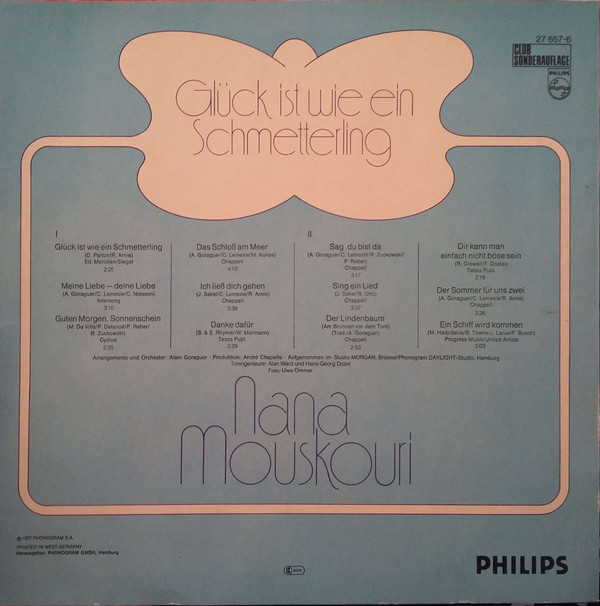 27 657-6
CLUB
SONDERAUFLAGE
PHILIPS
Glück ist wie ein
Schmetterling
I
Glück ist wie ein Schmetterling
(D. Parton/R. Arnie)
Ed. Meridian/Siegel
2:25
Meine Liebe – deine Liebe
(A. Goraguer/C. Lemesle/C. Niessen)
Intersong
3:10
Guten Morgen, Sonnenschein
(M. Da Villa/P. Delanoë/P. Reber/
B. Zuckowski)
2:35
Das Schloß am Meer
(A. Goraguer/C. Lemesle/M. Kunze)
Chappell
4:10
Ich ließ dich gehen
(J. Sabel/C. Lemesle/R. Arnie)
Chappell
3:36
Danke dafür
(S. & E. Rhymer/W. Mürmann)
Tessa Publ.
3:29
II
Sag du bist da
(A. Goraguer/C. Lemesle/R. Zuckowski/
P. Reber)
Chappell
3:17
Sing ein Lied
Chappell
3:37
Der Lindenbaum
(Am Brunnen vor dem Tore)
(Trad./A. Goraguer)
Chappell
2:53
Dir kann man
einfach nicht böse sein
(R. Crowell/F. Dostal)
Tessa Publ.
2:19
Der Sommer für uns zwei
(A. Goraguer/C. Lemesle/R. Arnie)
Chappell
3:26
Ein Schiff wird kommen
(M. Hadjidakis/B. Towne/J. Larue/F. Busch)
Progress Musik/United Artists
3:03
Arrangements und Orchester: Alain Goraguer · Produktion: André Chapelle · Aufgenommen im: Studio MORGAN, Brüssel/Phonogram DAYLIGHT-Studio, Hamburg
Toningenieure: Alan Ward und Hans-Georg Dozel
Foto: Uwe Ommer
Nana
Mouskouri
℗ 1977 PHONOGRAM S.A.
PRINTED IN WEST-GERMANY
Herausgeber: PHONOGRAM GMBH, Hamburg
PHILIPS